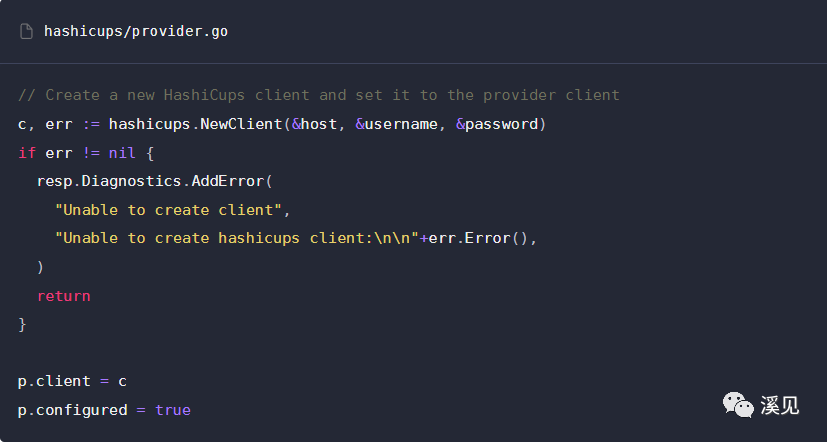 hashicups/provider.go
// Create a new HashiCups client and set it to the provider client
c, err := hashicups.NewClient(&host, &username, &password)
if err != nil {
  resp.Diagnostics.AddError(
    "Unable to create client",
    "Unable to create hashicups client:\n\n"+err.Error(),
  )
  return
}
p.client = c
p.configured = true
溪见